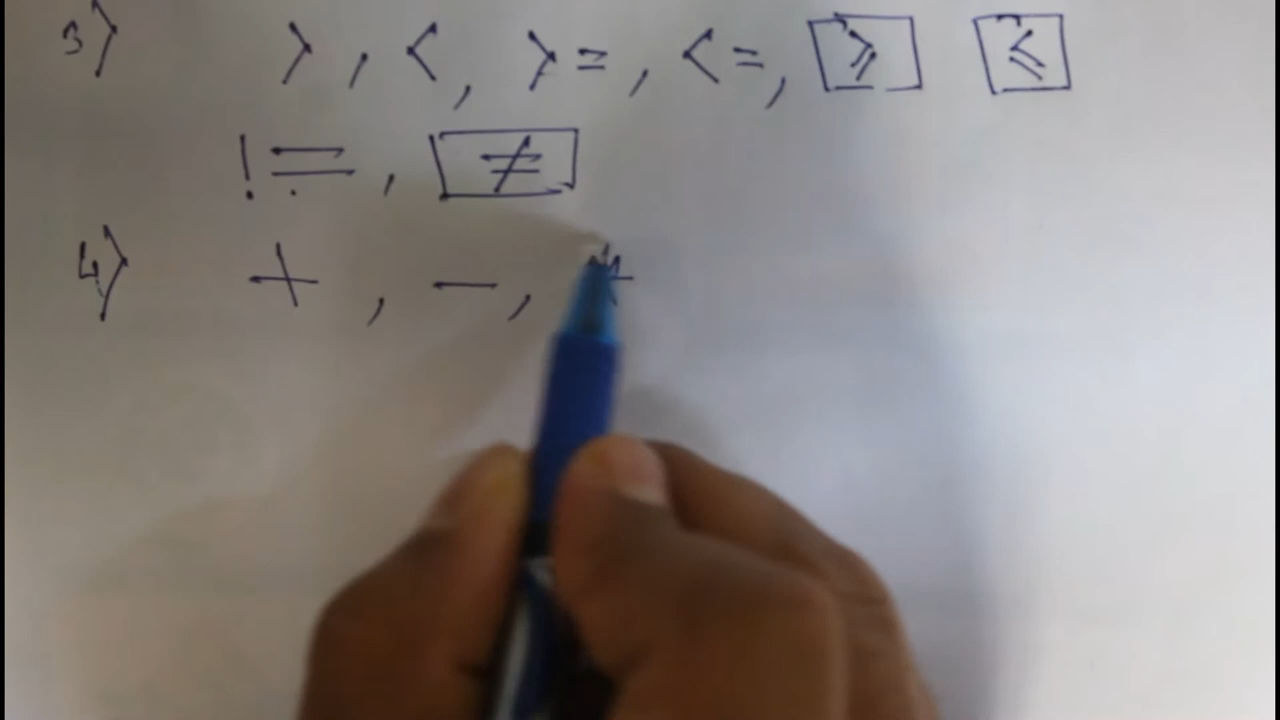 3) >, <, >=, <=, ⩾ ⩽
!=, ≠
4) +, -, *